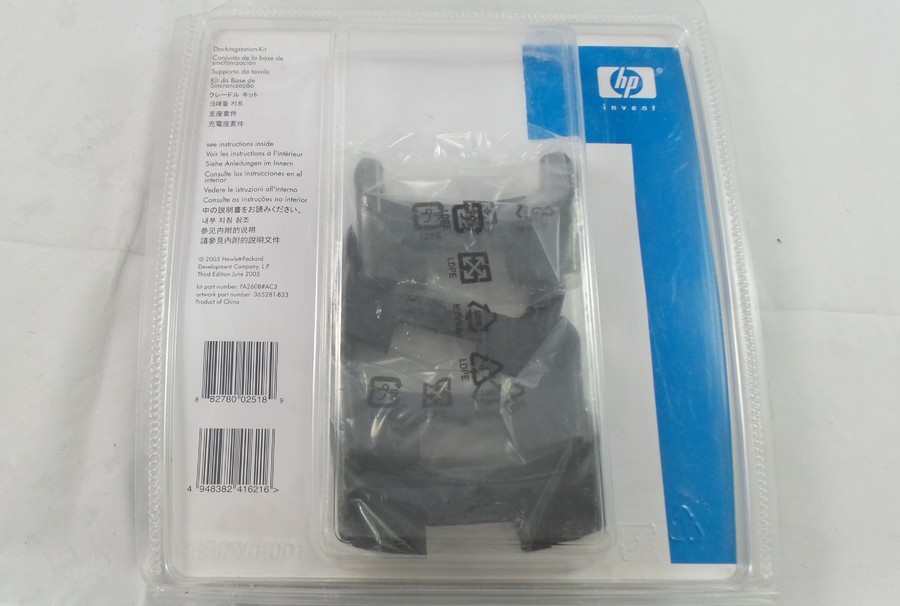 Dockingstation-Kit
Conjunto de la base de
sincronización
Supporto da tavolo
Kit da Base de
Sincronização
クレードル キット
크래들 키트
支座套件
充電座套件
see instructions inside
Voir les instructions à l'intérieur
Siehe Anleitungen im Innern
Consulte las instrucciones en el
interior
Vedere le istruzioni all'interno
Consulte as instruções no interior
中の説明書をお読みください。
내부 지침 참조
参见内附的说明
請參見內附的說明文件
© 2005 Hewlett-Packard
Development Company, L.P.
Third Edition June 2005
kit part number: FA260B#AC3
artwork part number: 365281-B33
Product of China
8 82780 02518 9
4 948382 416216 >
hp
®
invent
LDPE
LDPE
LDPE